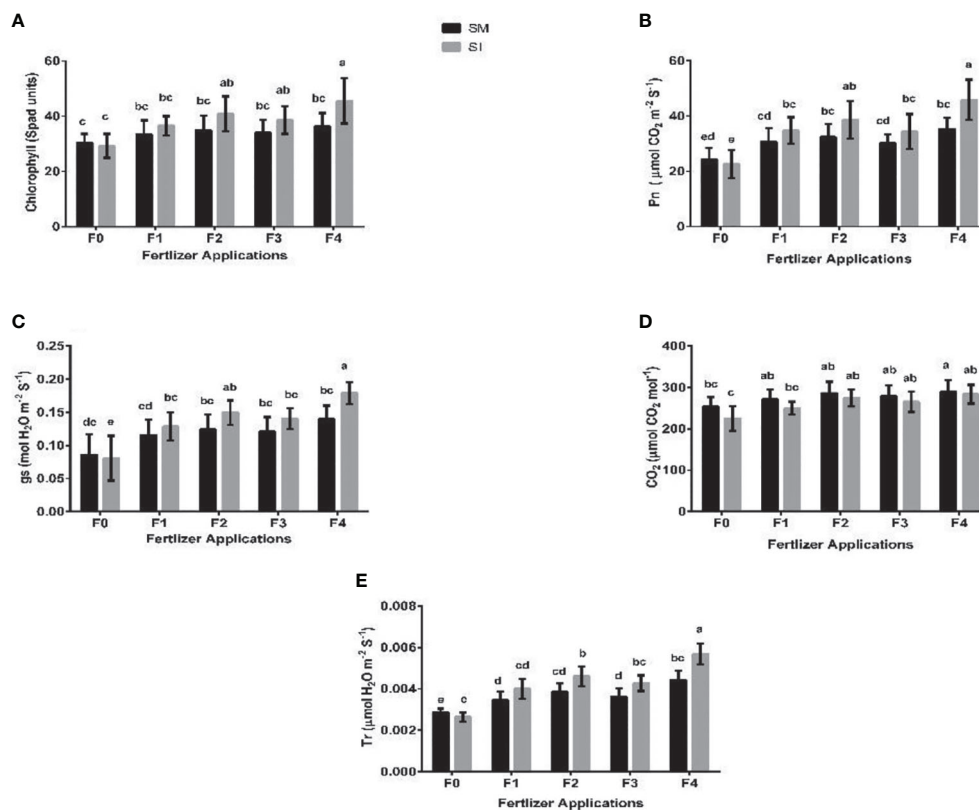 A
SM
SI
Chlorophyll (Spad units)
60
40
20
0
c c bc bc bc ab bc bc bc a
F0 F1 F2 F3 F4
Fertlizer Applications
B
Pn ( μmol CO₂ m⁻² S⁻¹)
60
40
20
0
ed e cd bc bc ab cd bc bc a
F0 F1 F2 F3 F4
Fertlizer Applications
C
gs (mol H₂O m⁻² S⁻¹)
0.25
0.20
0.15
0.10
0.05
0.00
de e cd bc bc ab bc bc bc a
F0 F1 F2 F3 F4
Fertlizer Applications
D
CO₂ (μmol CO₂ mol⁻¹)
400
300
200
100
0
bc c ab bc ab ab ab ab a ab
F0 F1 F2 F3 F4
Fertlizer Applications
E
Tr (μmol H₂O m⁻² S⁻¹)
0.008
0.006
0.004
0.002
0.000
e e d cd cd b d bc bc a
F0 F1 F2 F3 F4
Fertlizer Applications